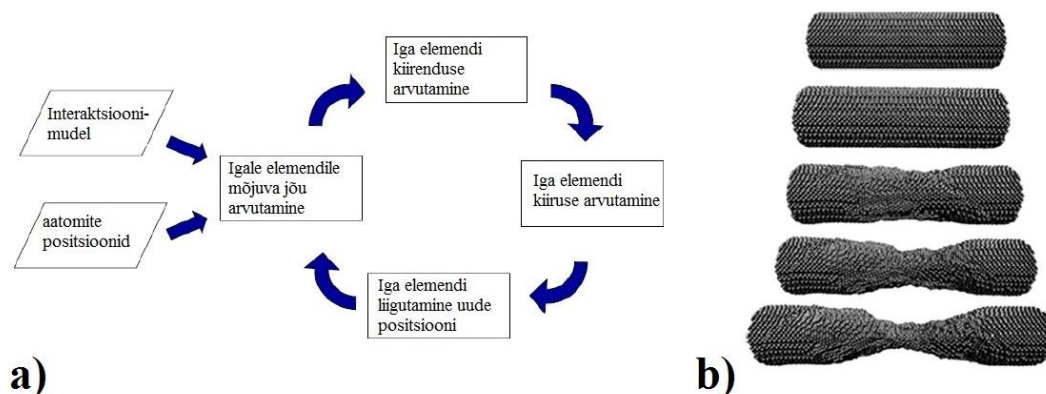 Interaktsiooni-
mudel
aatomite
positsioonid
Igale elemendile
mõjuva jõu
arvutamine
Iga elemendi
kiirenduse
arvutamine
Iga elemendi
kiiruse arvutamine
Iga elemendi
liigutamine uude
positsiooni
a)
b)